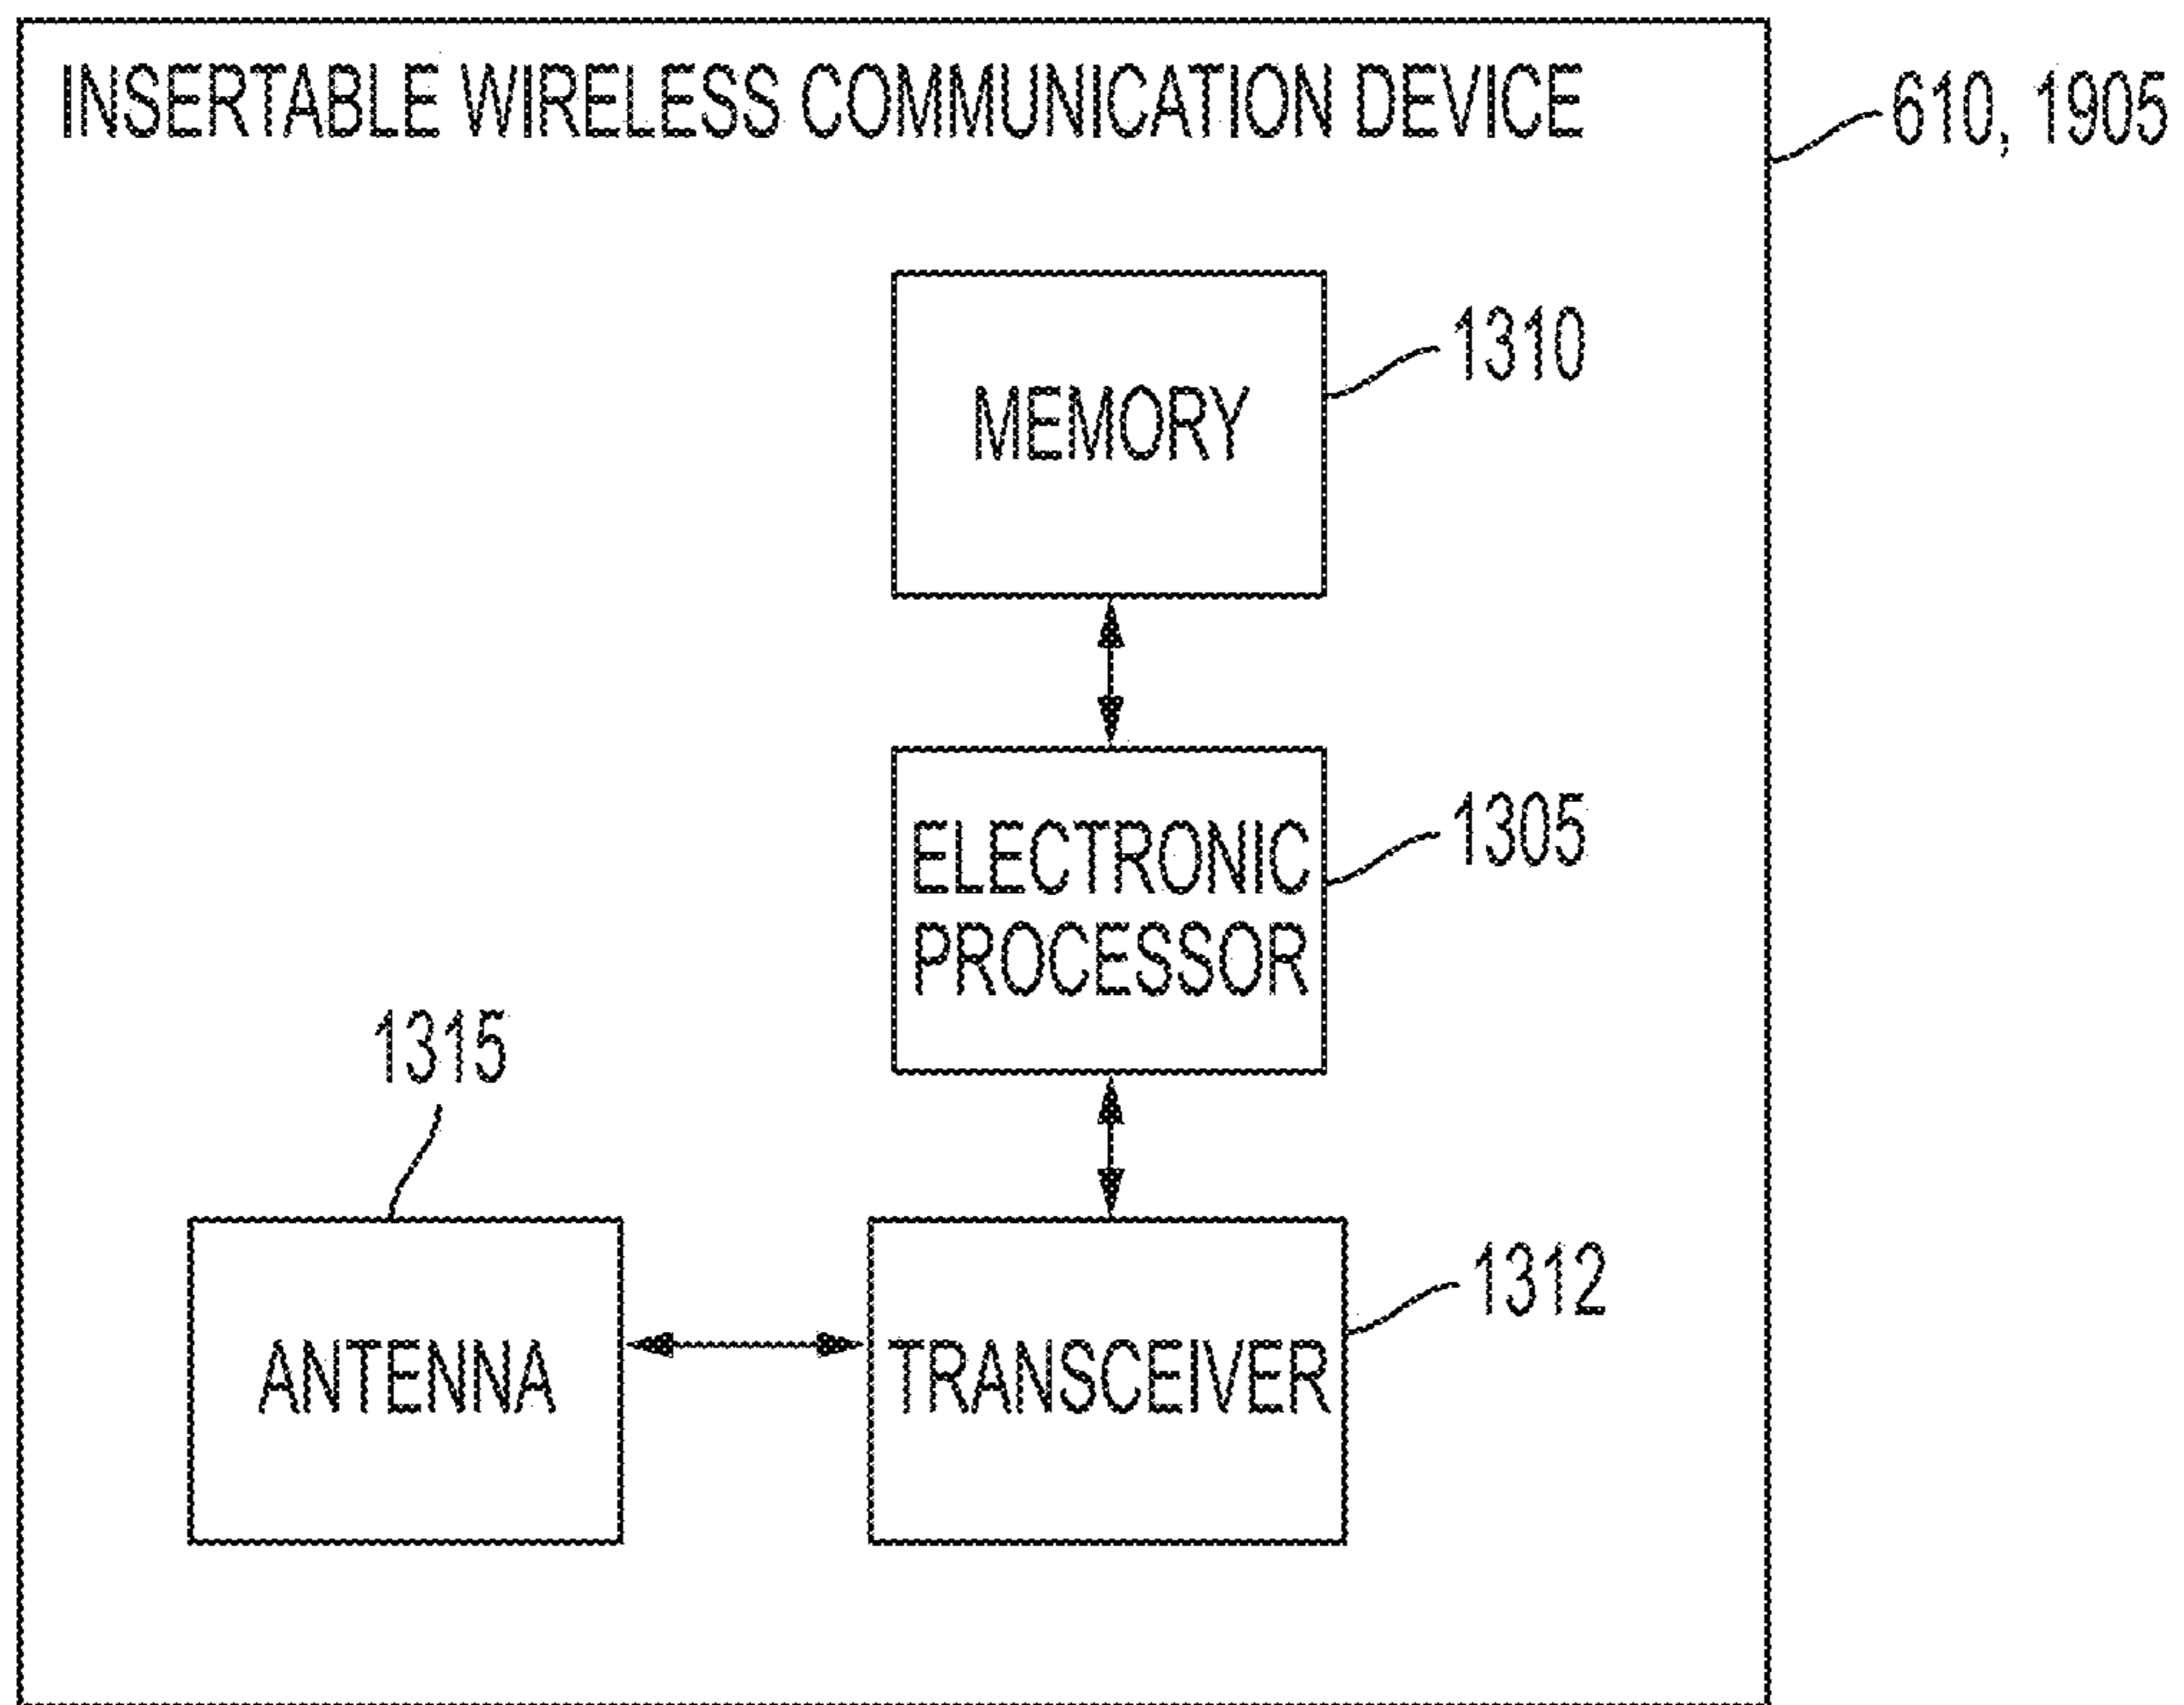 INSERTABLE WIRELESS COMMUNICATION DEVICE
610, 1905
MEMORY
1310
ELECTRONIC
PROCESSOR
1305
1315
ANTENNA
TRANSCEIVER
1312